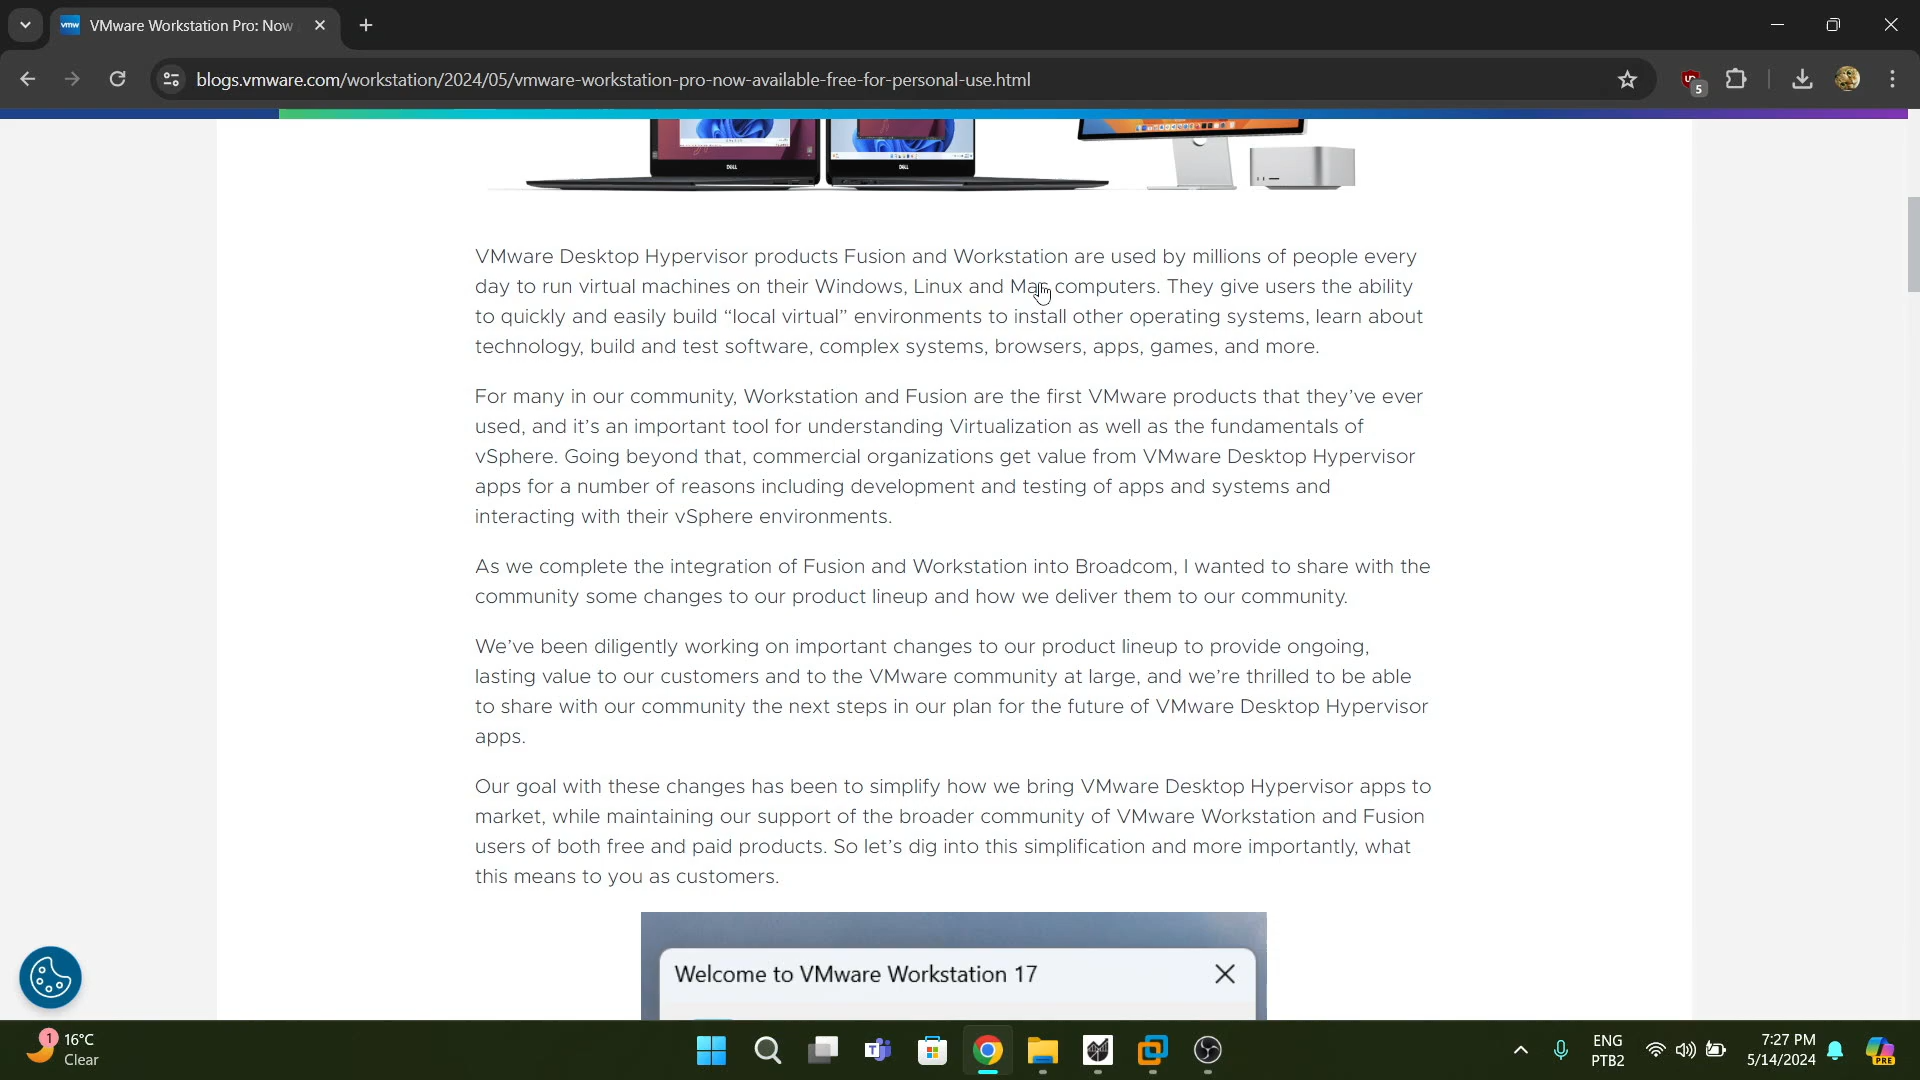 vmw VMware Workstation Pro: Now
blogs.vmware.com/workstation/2024/05/vmware-workstation-pro-now-available-free-for-personal-use.html
5
DELL DELL
VMware Desktop Hypervisor products Fusion and Workstation are used by millions of people every
day to run virtual machines on their Windows, Linux and Mac computers. They give users the ability
to quickly and easily build “local virtual” environments to install other operating systems, learn about
technology, build and test software, complex systems, browsers, apps, games, and more.
For many in our community, Workstation and Fusion are the first VMware products that they’ve ever
used, and it’s an important tool for understanding Virtualization as well as the fundamentals of
vSphere. Going beyond that, commercial organizations get value from VMware Desktop Hypervisor
apps for a number of reasons including development and testing of apps and systems and
interacting with their vSphere environments.
As we complete the integration of Fusion and Workstation into Broadcom, I wanted to share with the
community some changes to our product lineup and how we deliver them to our community.
We’ve been diligently working on important changes to our product lineup to provide ongoing,
lasting value to our customers and to the VMware community at large, and we’re thrilled to be able
to share with our community the next steps in our plan for the future of VMware Desktop Hypervisor
apps.
Our goal with these changes has been to simplify how we bring VMware Desktop Hypervisor apps to
market, while maintaining our support of the broader community of VMware Workstation and Fusion
users of both free and paid products. So let’s dig into this simplification and more importantly, what
this means to you as customers.
Welcome to VMware Workstation 17
1 16°C
Clear
ENG
PTB2
7:27 PM
5/14/2024
PRE